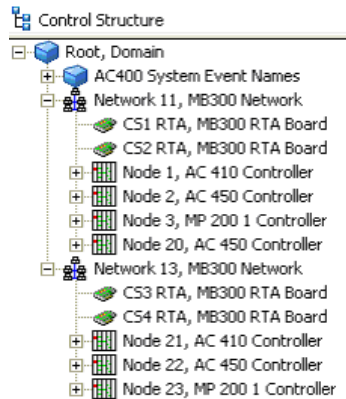 Control Structure
Root, Domain
AC400 System Event Names
Network 11, MB300 Network
CS1 RTA, MB300 RTA Board
CS2 RTA, MB300 RTA Board
Node 1, AC 410 Controller
Node 2, AC 450 Controller
Node 3, MP 200 1 Controller
Node 20, AC 450 Controller
Network 13, MB300 Network
CS3 RTA, MB300 RTA Board
CS4 RTA, MB300 RTA Board
Node 21, AC 410 Controller
Node 22, AC 450 Controller
Node 23, MP 200 1 Controller